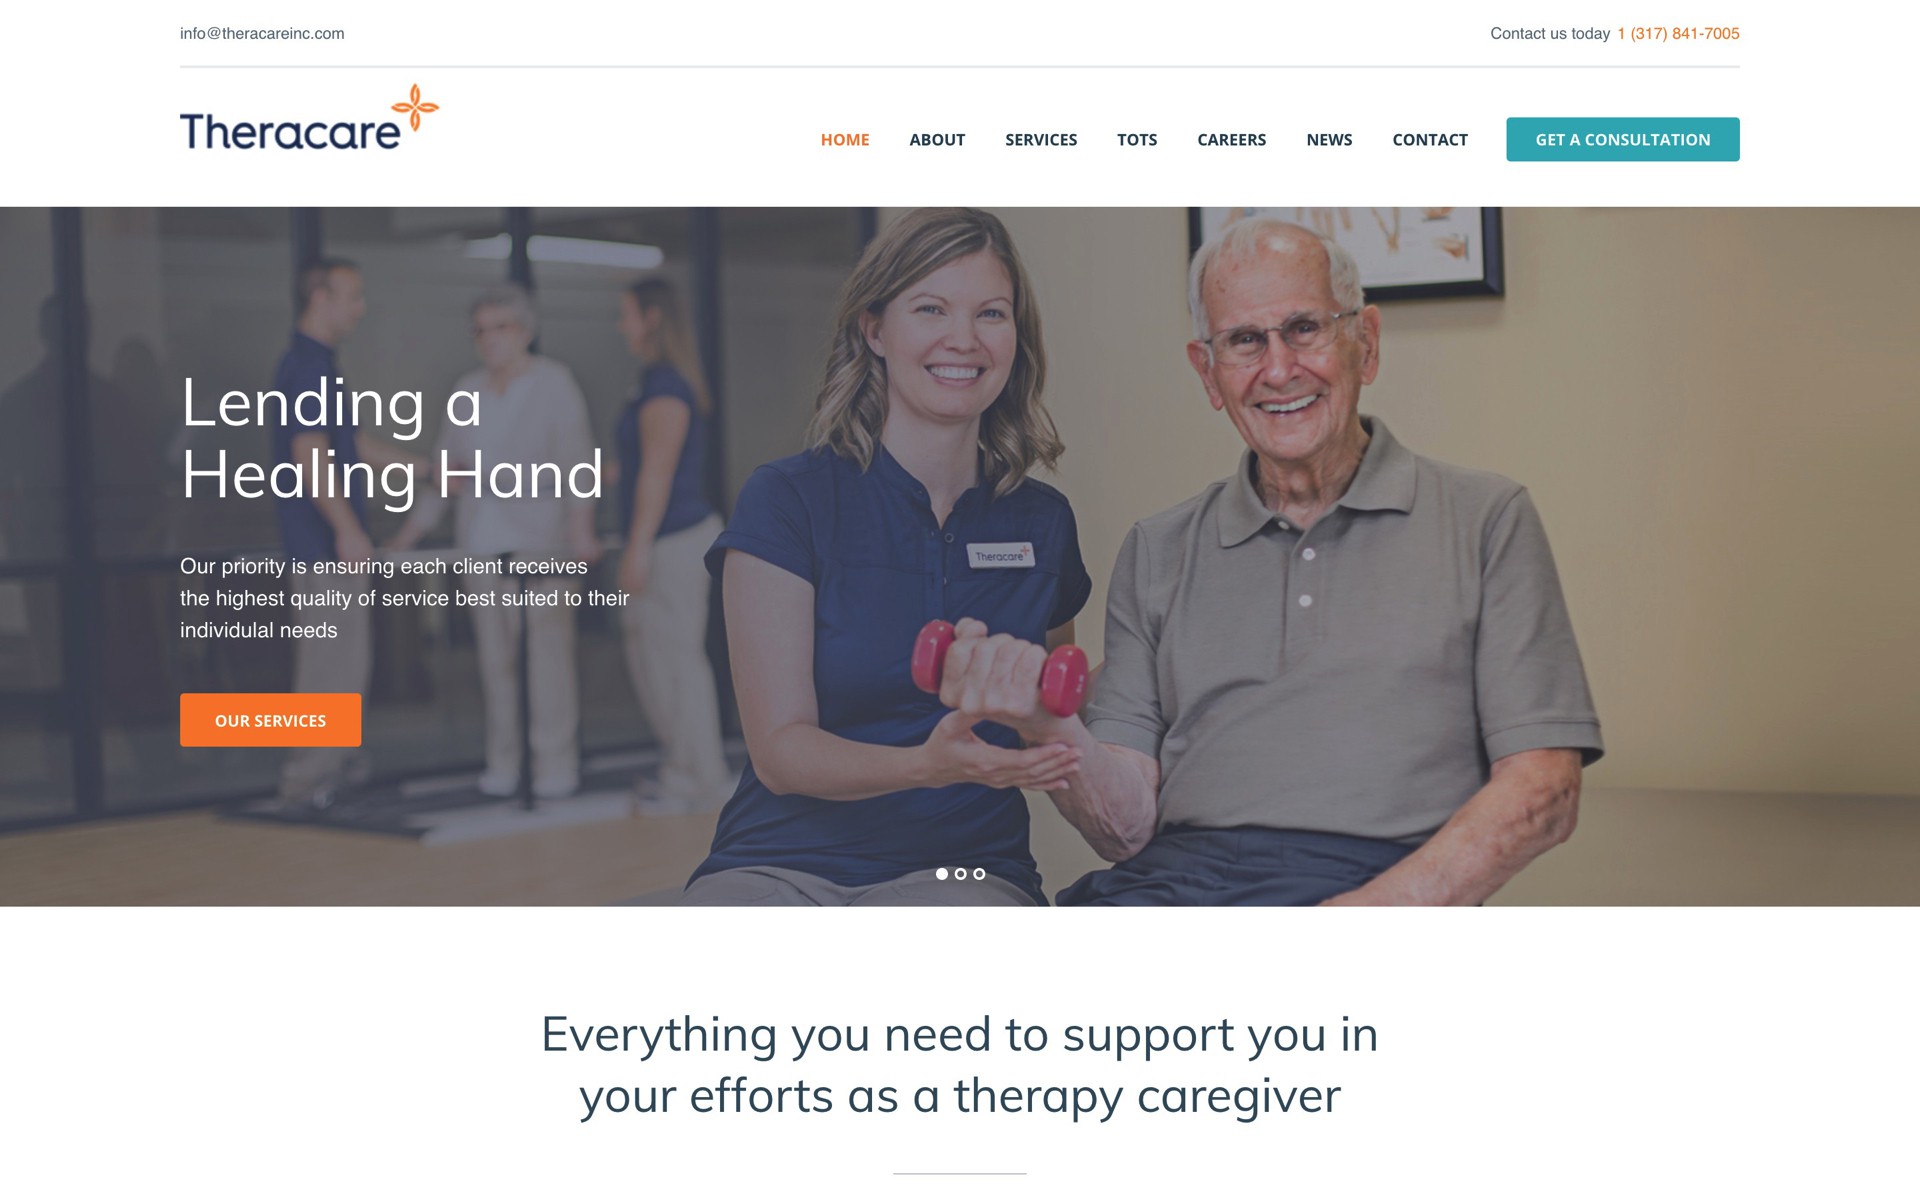 info@theracareinc.com
Contact us today 1 (317) 841-7005
Theracare
HOME ABOUT SERVICES TOTS CAREERS NEWS CONTACT GET A CONSULTATION
Lending a
Healing Hand
Theracare
Our priority is ensuring each client receives
the highest quality of service best suited to their
individulal needs
OUR SERVICES
Everything you need to support you in
your efforts as a therapy caregiver